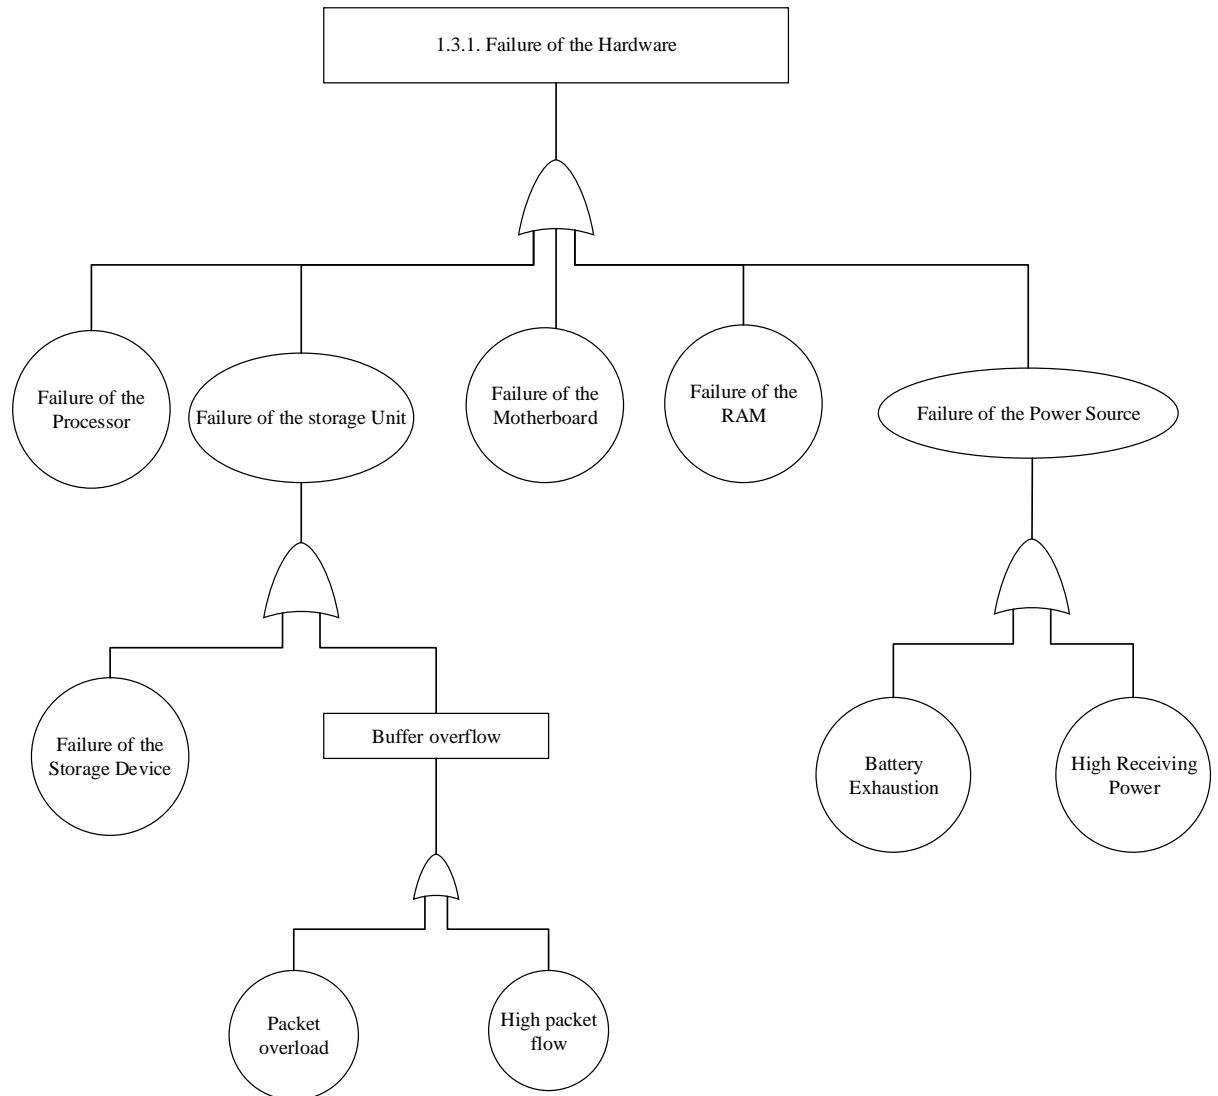 1.3.1. Failure of the Hardware
Failure of the
Processor
Failure of the storage Unit
Failure of the
Motherboard
Failure of the
RAM
Failure of the Power Source
Failure of the
Storage Device
Buffer overflow
Battery
Exhaustion
High Receiving
Power
Packet
overload
High packet
flow